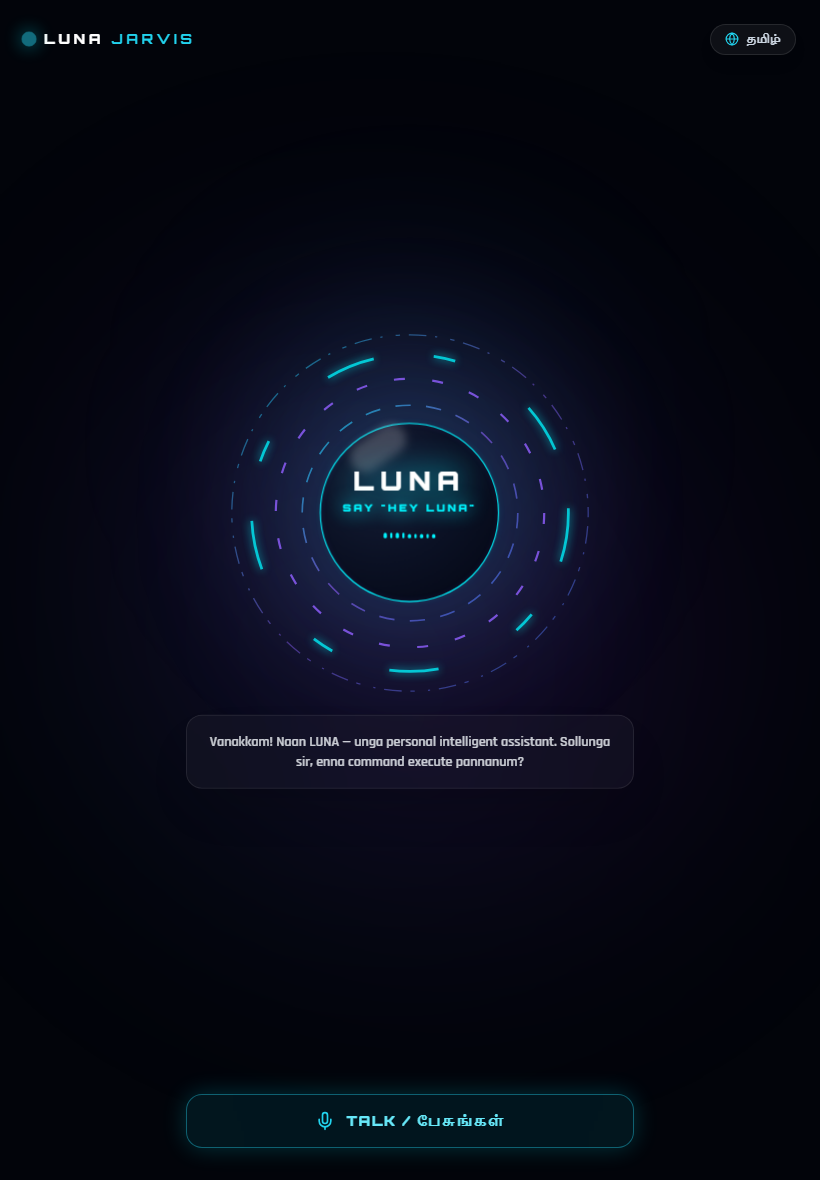 LUNA JARVIS
தமிழ்
LUNA
SAY "HEY LUNA"
Vanakkam! Naan LUNA — unga personal intelligent assistant. Sollunga
sir, enna command execute pannanum?
TALK / பேசுங்கள்